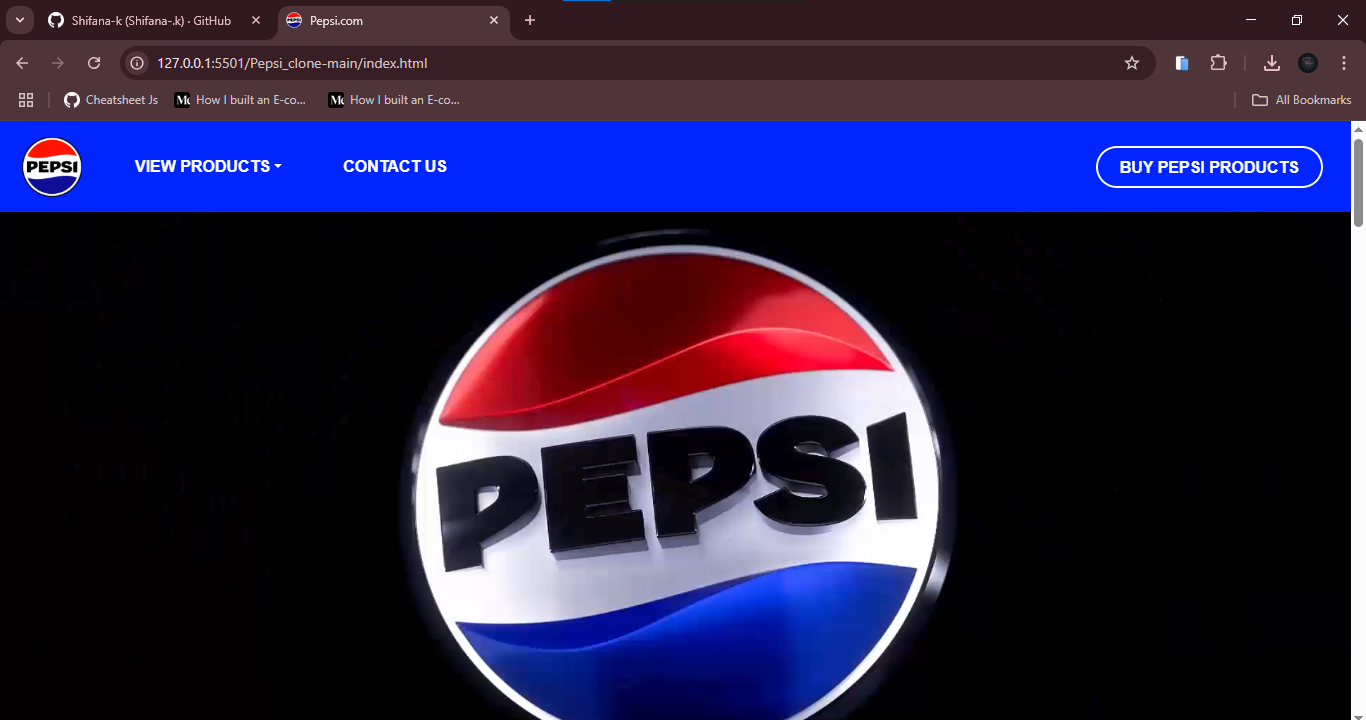 Shifana-k (Shifana-.k) · GitHub
Pepsi.com
127.0.0.1:5501/Pepsi_clone-main/index.html
Cheatsheet Js
How I built an E-co...
How I built an E-co...
All Bookmarks
PEPSI
VIEW PRODUCTS
CONTACT US
BUY PEPSI PRODUCTS
PEPSI